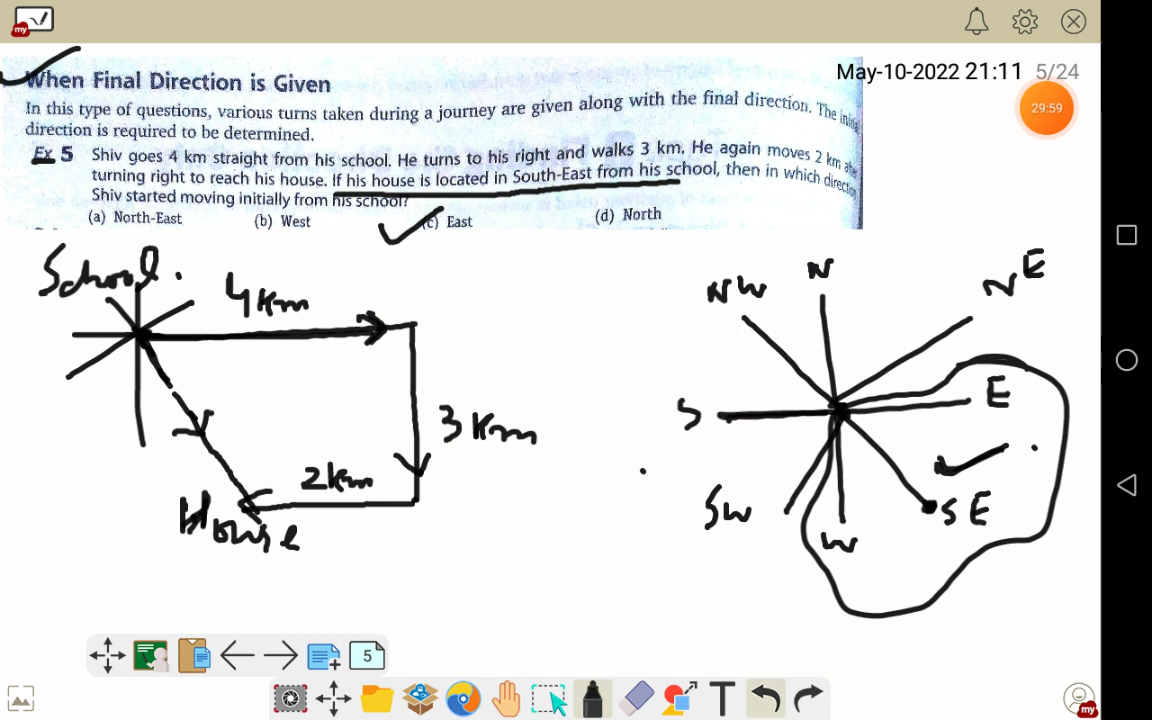 May-10-2022 21:11 5/24
29:59
When Final Direction is Given
In this type of questions, various turns taken during a journey are given along with the final direction. The initial
direction is required to be determined.
Ex 5 Shiv goes 4 km straight from his school. He turns to his right and walks 3 km. He again moves 2 km after
turning right to reach his house. If his house is located in South-East from his school, then in which direction
Shiv started moving initially from his school?
(a) North-East (b) West (c) East (d) North
School.
4km
3km
2km
House
N
NW
NE
S
E
SW
W
SE
5
my
T
my